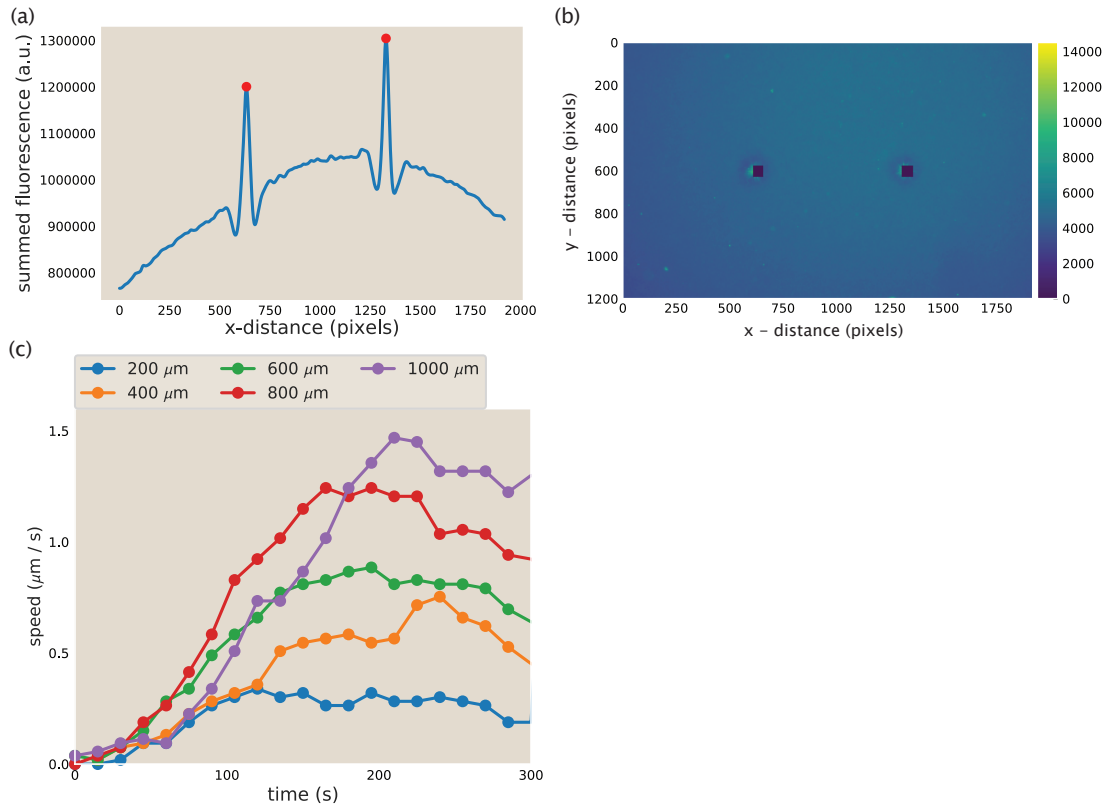 (a)
1300000
1200000
1100000
1000000
900000
800000
summed fluorescence (a.u.)
0 250 500 750 1000 1250 1500 1750 2000
x-distance (pixels)
(b)
0
200
400
600
800
1000
1200
y – distance (pixels)
0 250 500 750 1000 1250 1500 1750
x – distance (pixels)
14000
12000
10000
8000
6000
4000
2000
0
(c)
200 μm 600 μm 1000 μm
400 μm 800 μm
1.5
1.0
0.5
0.0
speed (μm / s)
0 100 200 300
time (s)